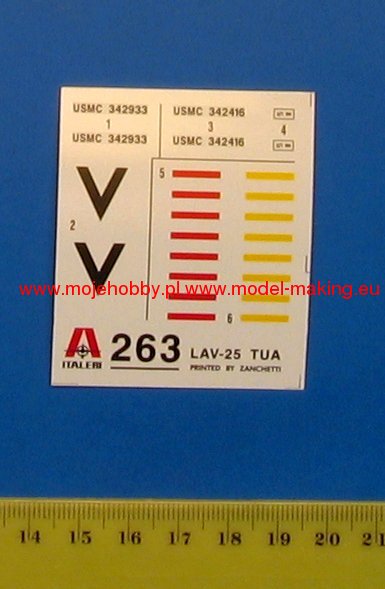 USMC 342933
1
USMC 342933
USMC 342416
3
USMC 342416
4
5
2
V
V
www.mojehobby.pl www.model-making.eu
6
ITALERI
263 LAV-25 TUA
PRINTED BY ZANCHETTI
14 15 16 17 18 19 20 21